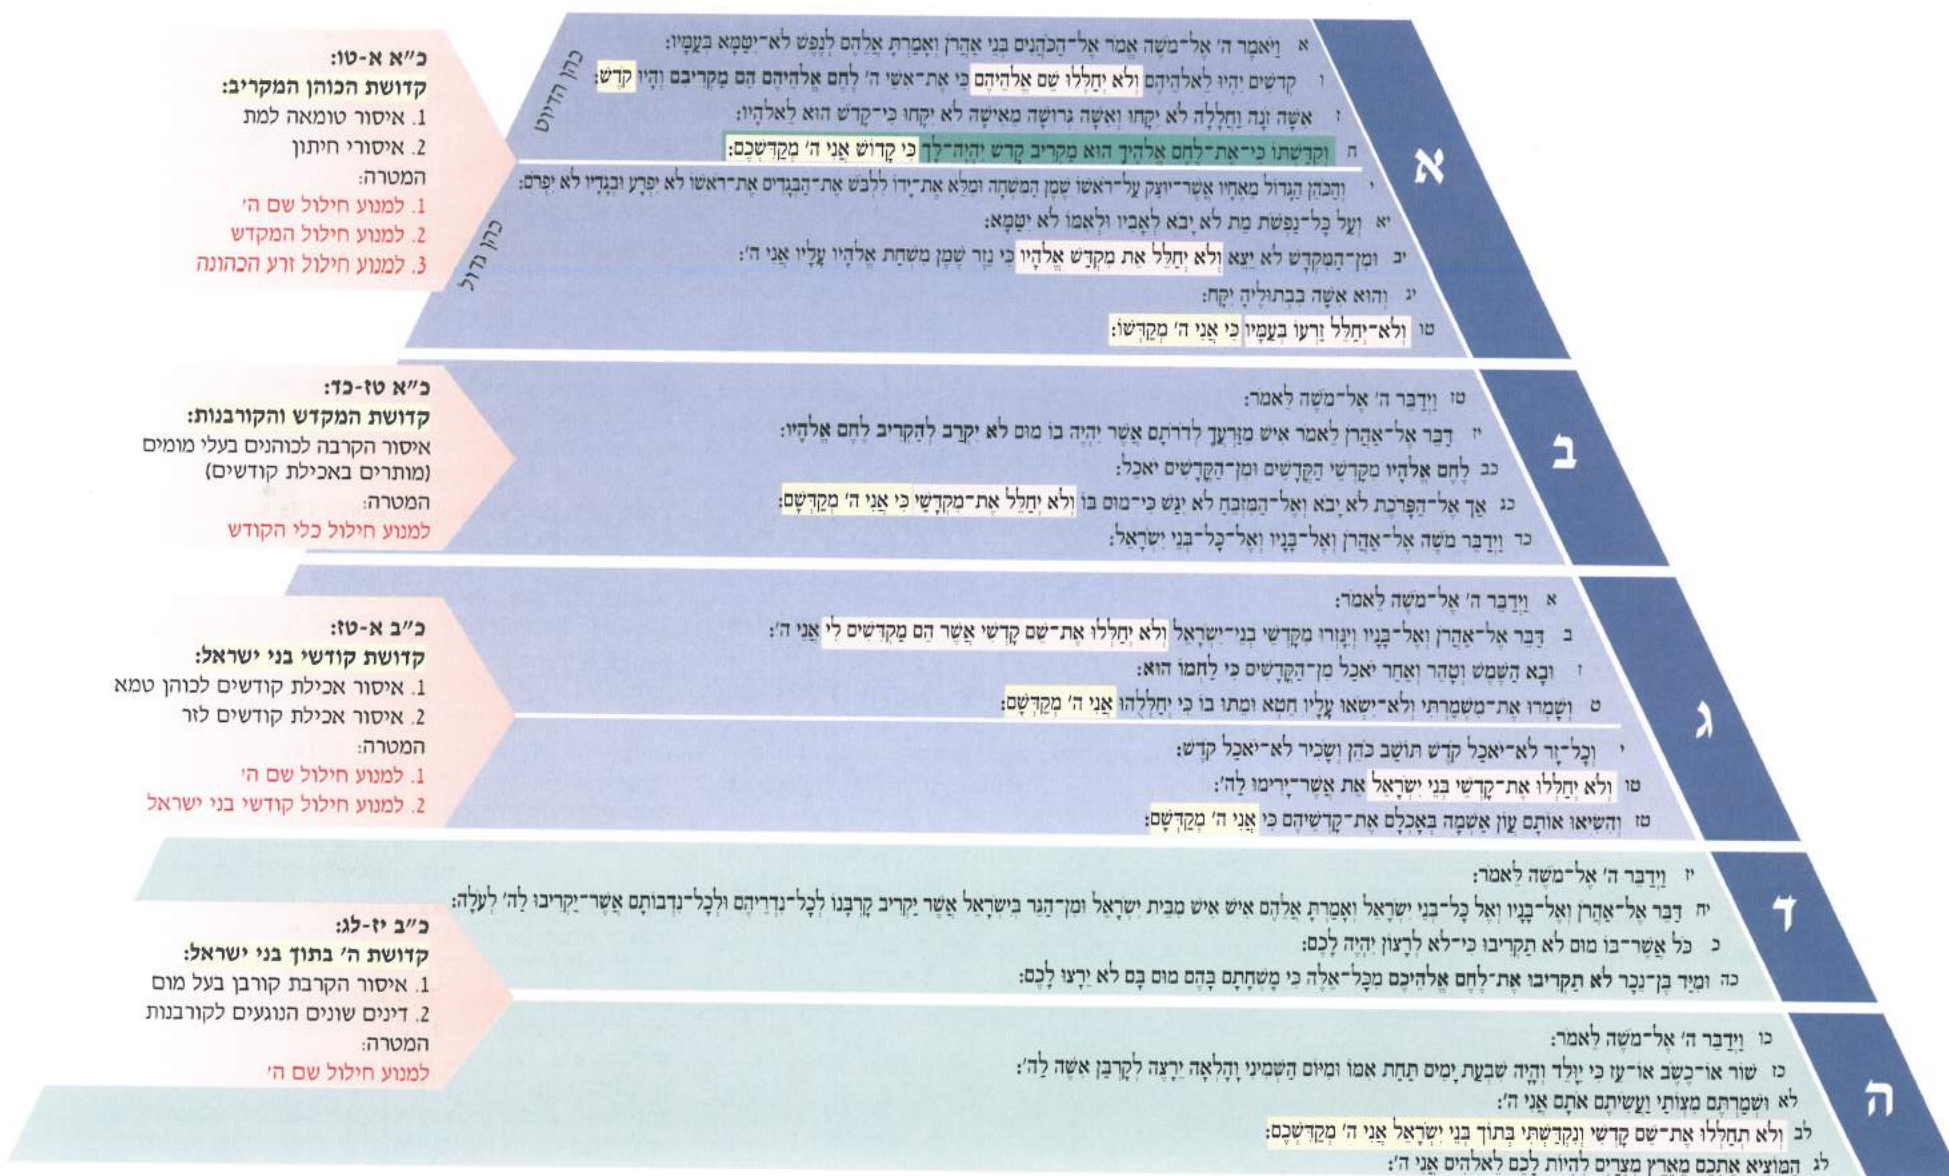 א
כהן הדיוט
א וַיֹּאמֶר ה' אֶל־מֹשֶׁה אֱמֹר אֶל־הַכֹּהֲנִים בְּנֵי אַהֲרֹן וְאָמַרְתָּ אֲלֵהֶם לְנֶפֶשׁ לֹא־יִטַּמָּא בְּעַמָּיו:
ו קְדֹשִׁים יִהְיוּ לֵאלֹהֵיהֶם וְלֹא יְחַלְּלוּ שֵׁם אֱלֹהֵיהֶם כִּי אֶת־אִשֵּׁי ה' לֶחֶם אֱלֹהֵיהֶם הֵם מַקְרִיבִם וְהָיוּ קֹדֶשׁ:
ז אִשָּׁה זֹנָה וַחֲלָלָה לֹא יִקָּחוּ וְאִשָּׁה גְּרוּשָׁה מֵאִישָׁהּ לֹא יִקָּחוּ כִּי־קָדֹשׁ הוּא לֵאלֹהָיו:
ח וְקִדַּשְׁתּוֹ כִּי־אֶת־לֶחֶם אֱלֹהֶיךָ הוּא מַקְרִיב קָדֹשׁ יִהְיֶה־לָּךְ כִּי קָדוֹשׁ אֲנִי ה' מְקַדִּשְׁכֶם:
כהן גדול
י וְהַכֹּהֵן הַגָּדוֹל מֵאֶחָיו אֲשֶׁר־יוּצַק עַל־רֹאשׁוֹ שֶׁמֶן הַמִּשְׁחָה וּמִלֵּא אֶת־יָדוֹ לִלְבֹּשׁ אֶת־הַבְּגָדִים אֶת־רֹאשׁוֹ לֹא יִפְרָע וּבְגָדָיו לֹא יִפְרֹם:
יא וְעַל כָּל־נַפְשֹׁת מֵת לֹא יָבֹא לְאָבִיו וּלְאִמּוֹ לֹא יִטַּמָּא:
יב וּמִן־הַמִּקְדָּשׁ לֹא יֵצֵא וְלֹא יְחַלֵּל אֵת מִקְדַּשׁ אֱלֹהָיו כִּי נֵזֶר שֶׁמֶן מִשְׁחַת אֱלֹהָיו עָלָיו אֲנִי ה':
יג וְהוּא אִשָּׁה בִבְתוּלֶיהָ יִקָּח:
טו וְלֹא־יְחַלֵּל זַרְעוֹ בְּעַמָּיו כִּי אֲנִי ה' מְקַדְּשׁוֹ:
כ"א א-טו:
קדושת הכוהן המקריב:
1. איסור טומאה למת
2. איסורי חיתון
המטרה:
1. למנוע חילול שם ה'
2. למנוע חילול המקדש
3. למנוע חילול זרע הכהונה
ב
טז וַיְדַבֵּר ה' אֶל־מֹשֶׁה לֵּאמֹר:
יז דַּבֵּר אֶל־אַהֲרֹן לֵאמֹר אִישׁ מִזַּרְעֲךָ לְדֹרֹתָם אֲשֶׁר יִהְיֶה בוֹ מוּם לֹא יִקְרַב לְהַקְרִיב לֶחֶם אֱלֹהָיו:
כב לֶחֶם אֱלֹהָיו מִקָּדְשֵׁי הַקֳּדָשִׁים וּמִן־הַקֳּדָשִׁים יֹאכֵל:
כג אַךְ אֶל־הַפָּרֹכֶת לֹא יָבֹא וְאֶל־הַמִּזְבֵּחַ לֹא יִגַּשׁ כִּי־מוּם בּוֹ וְלֹא יְחַלֵּל אֶת־מִקְדָּשַׁי כִּי אֲנִי ה' מְקַדְּשָׁם:
כד וַיְדַבֵּר מֹשֶׁה אֶל־אַהֲרֹן וְאֶל־בָּנָיו וְאֶל־כָּל־בְּנֵי יִשְׂרָאֵל:
כ"א טז-כד:
קדושת המקדש והקורבנות:
איסור הקרבה לכוהנים בעלי מומים
(מותרים באכילת קודשים)
המטרה:
למנוע חילול כלי הקודש
ג
א וַיְדַבֵּר ה' אֶל־מֹשֶׁה לֵּאמֹר:
ב דַּבֵּר אֶל־אַהֲרֹן וְאֶל־בָּנָיו וְיִנָּזְרוּ מִקָּדְשֵׁי בְנֵי־יִשְׂרָאֵל וְלֹא יְחַלְּלוּ אֶת־שֵׁם קָדְשִׁי אֲשֶׁר הֵם מַקְדִּשִׁים לִי אֲנִי ה':
ז וּבָא הַשֶּׁמֶשׁ וְטָהֵר וְאַחַר יֹאכַל מִן־הַקֳּדָשִׁים כִּי לַחְמוֹ הוּא:
ט וְשָׁמְרוּ אֶת־מִשְׁמַרְתִּי וְלֹא־יִשְׂאוּ עָלָיו חֵטְא וּמֵתוּ בוֹ כִּי יְחַלְּלֻהוּ אֲנִי ה' מְקַדְּשָׁם:
י וְכָל־זָר לֹא־יֹאכַל קֹדֶשׁ תּוֹשַׁב כֹּהֵן וְשָׂכִיר לֹא־יֹאכַל קֹדֶשׁ:
טו וְלֹא יְחַלְּלוּ אֶת־קָדְשֵׁי בְּנֵי יִשְׂרָאֵל אֵת אֲשֶׁר־יָרִימוּ לַה':
טז וְהִשִּׂיאוּ אוֹתָם עֲוֹן אַשְׁמָה בְּאָכְלָם אֶת־קָדְשֵׁיהֶם כִּי אֲנִי ה' מְקַדְּשָׁם:
כ"ב א-טז:
קדושת קודשי בני ישראל:
1. איסור אכילת קודשים לכוהן טמא
2. איסור אכילת קודשים לזר
המטרה:
1. למנוע חילול שם ה'
2. למנוע חילול קודשי בני ישראל
ד
יז וַיְדַבֵּר ה' אֶל־מֹשֶׁה לֵּאמֹר:
יח דַּבֵּר אֶל־אַהֲרֹן וְאֶל־בָּנָיו וְאֶל כָּל־בְּנֵי יִשְׂרָאֵל וְאָמַרְתָּ אֲלֵהֶם אִישׁ אִישׁ מִבֵּית יִשְׂרָאֵל וּמִן־הַגֵּר בְּיִשְׂרָאֵל אֲשֶׁר יַקְרִיב קָרְבָּנוֹ לְכָל־נִדְרֵיהֶם וּלְכָל־נִדְבוֹתָם אֲשֶׁר־יַקְרִיבוּ לַה' לְעֹלָה:
כ כֹּל אֲשֶׁר־בּוֹ מוּם לֹא תַקְרִיבוּ כִּי־לֹא לְרָצוֹן יִהְיֶה לָכֶם:
כה וּמִיַּד בֶּן־נֵכָר לֹא תַקְרִיבוּ אֶת־לֶחֶם אֱלֹהֵיכֶם מִכָּל־אֵלֶּה כִּי מָשְׁחָתָם בָּהֶם מוּם בָּם לֹא יֵרָצוּ לָכֶם:
כ"ב יז-לג:
קדושת ה' בתוך בני ישראל:
1. איסור הקרבת קורבן בעל מום
2. דינים שונים הנוגעים לקורבנות
המטרה:
למנוע חילול שם ה'
ה
כו וַיְדַבֵּר ה' אֶל־מֹשֶׁה לֵּאמֹר:
כז שׁוֹר אוֹ־כֶשֶׂב אוֹ־עֵז כִּי יִוָּלֵד וְהָיָה שִׁבְעַת יָמִים תַּחַת אִמּוֹ וּמִיּוֹם הַשְּׁמִינִי וָהָלְאָה יֵרָצֶה לְקָרְבַּן אִשֶּׁה לַה':
לא וּשְׁמַרְתֶּם מִצְוֹתַי וַעֲשִׂיתֶם אֹתָם אֲנִי ה':
לב וְלֹא תְחַלְּלוּ אֶת־שֵׁם קָדְשִׁי וְנִקְדַּשְׁתִּי בְּתוֹךְ בְּנֵי יִשְׂרָאֵל אֲנִי ה' מְקַדִּשְׁכֶם:
לג הַמּוֹצִיא אֶתְכֶם מֵאֶרֶץ מִצְרַיִם לִהְיוֹת לָכֶם לֵאלֹהִים אֲנִי ה':